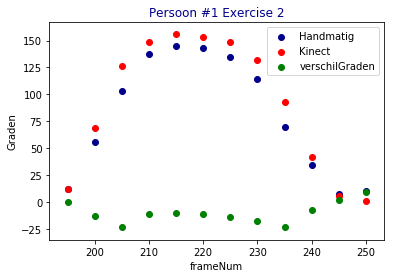 Persoon #1 Exercise 2
Handmatig
Kinect
verschilGraden
Graden
150
125
100
75
50
25
0
−25
200 210 220 230 240 250
frameNum